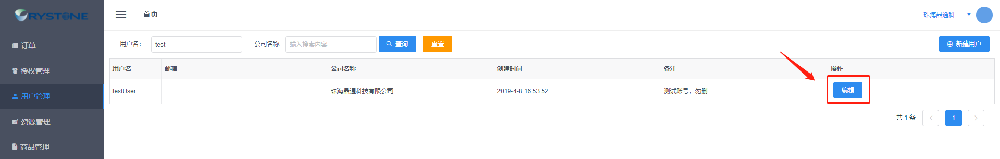 CRYSTONE
首页
珠海晶通科...
订单
授权管理
用户管理
资源管理
商品管理
用户名: test 公司名称 输入搜索内容 查询 重置 新建用户
用户名 邮箱 公司名称 创建时间 备注 操作
testUser 珠海晶通科技有限公司 2019-4-8 16:53:52 测试账号，勿删 编辑
共 1 条 1